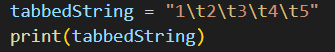 tabbedString = "1\t2\t3\t4\t5"
print(tabbedString)